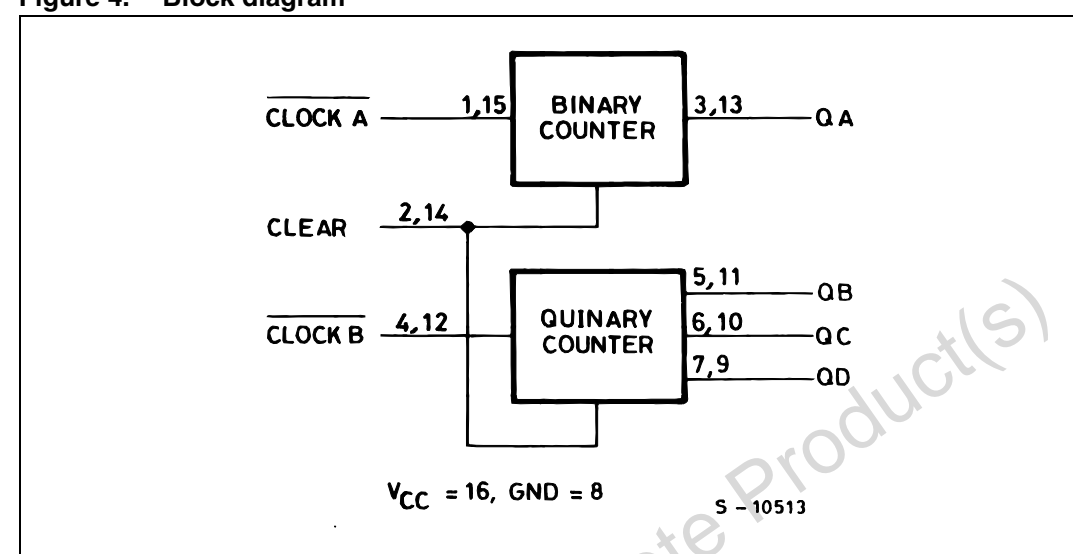 Figure 4. Block diagram
CLOCK A
1,15
BINARY
COUNTER
3,13
QA
CLEAR
2,14
CLOCK B
4,12
QUINARY
COUNTER
5,11
QB
6,10
QC
7,9
QD
VCC = 16, GND = 8
S - 10513
Product(s)